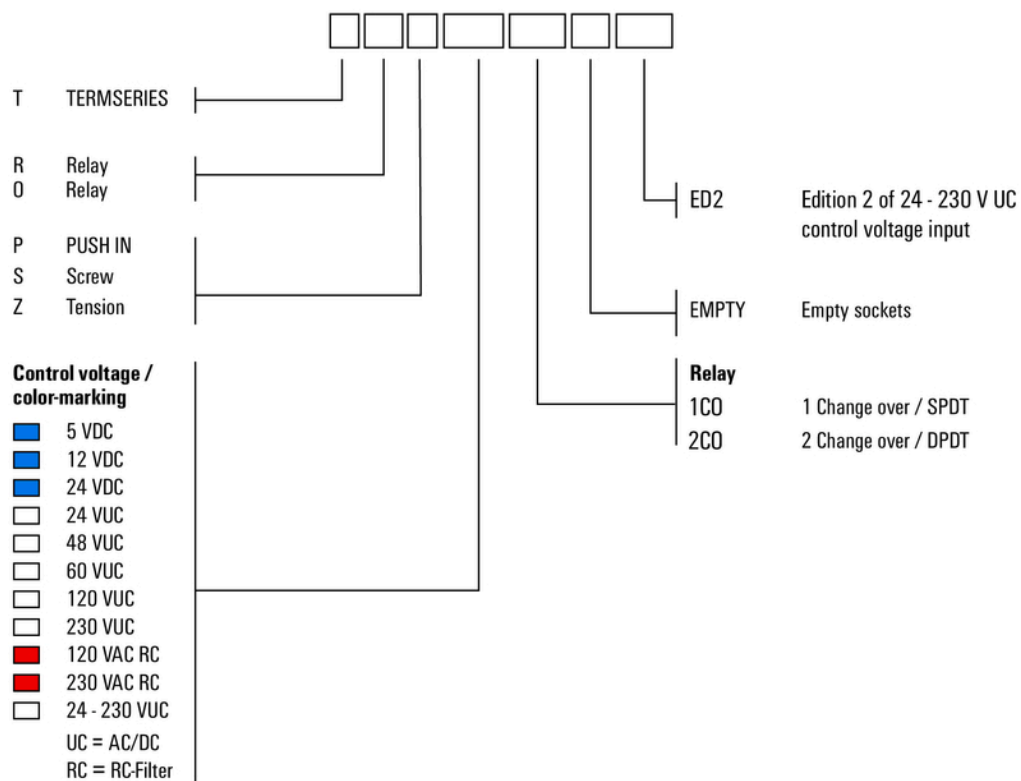 T TERMSERIES
R Relay
O Relay
P PUSH IN
S Screw
Z Tension
Control voltage /
color-marking
5 VDC
12 VDC
24 VDC
24 VUC
48 VUC
60 VUC
120 VUC
230 VUC
120 VAC RC
230 VAC RC
24 - 230 VUC
UC = AC/DC
RC = RC-Filter
ED2 Edition 2 of 24 - 230 V UC
control voltage input
EMPTY Empty sockets
Relay
1CO 1 Change over / SPDT
2CO 2 Change over / DPDT